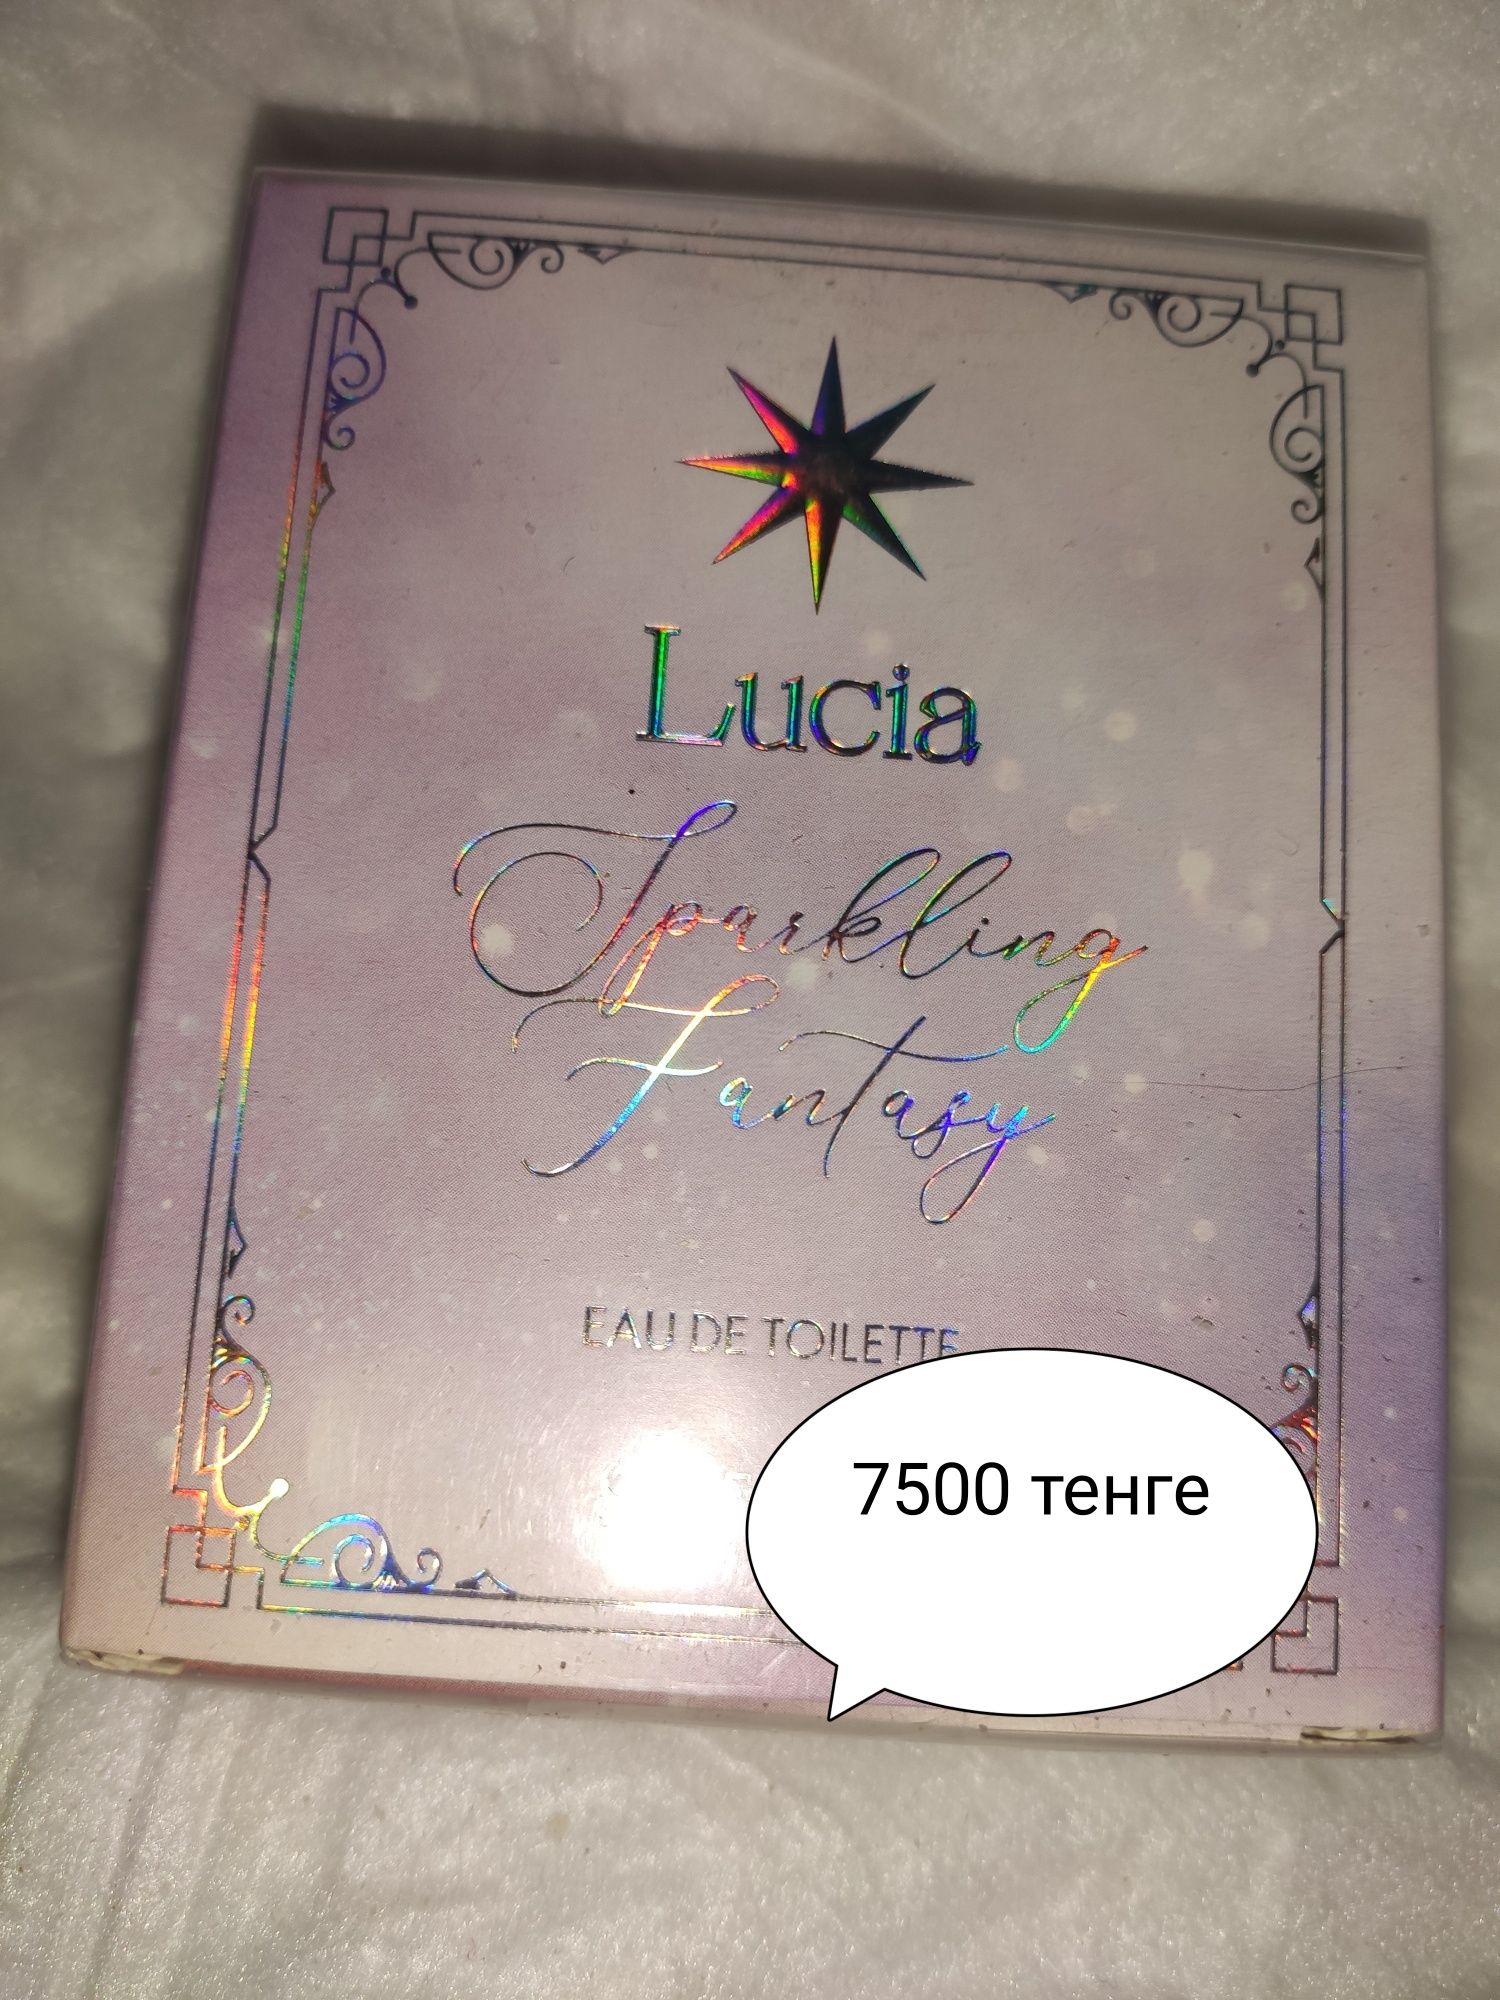 Lucia
Sparkling
Fantasy
EAU DE TOILETTE
7500 тенге